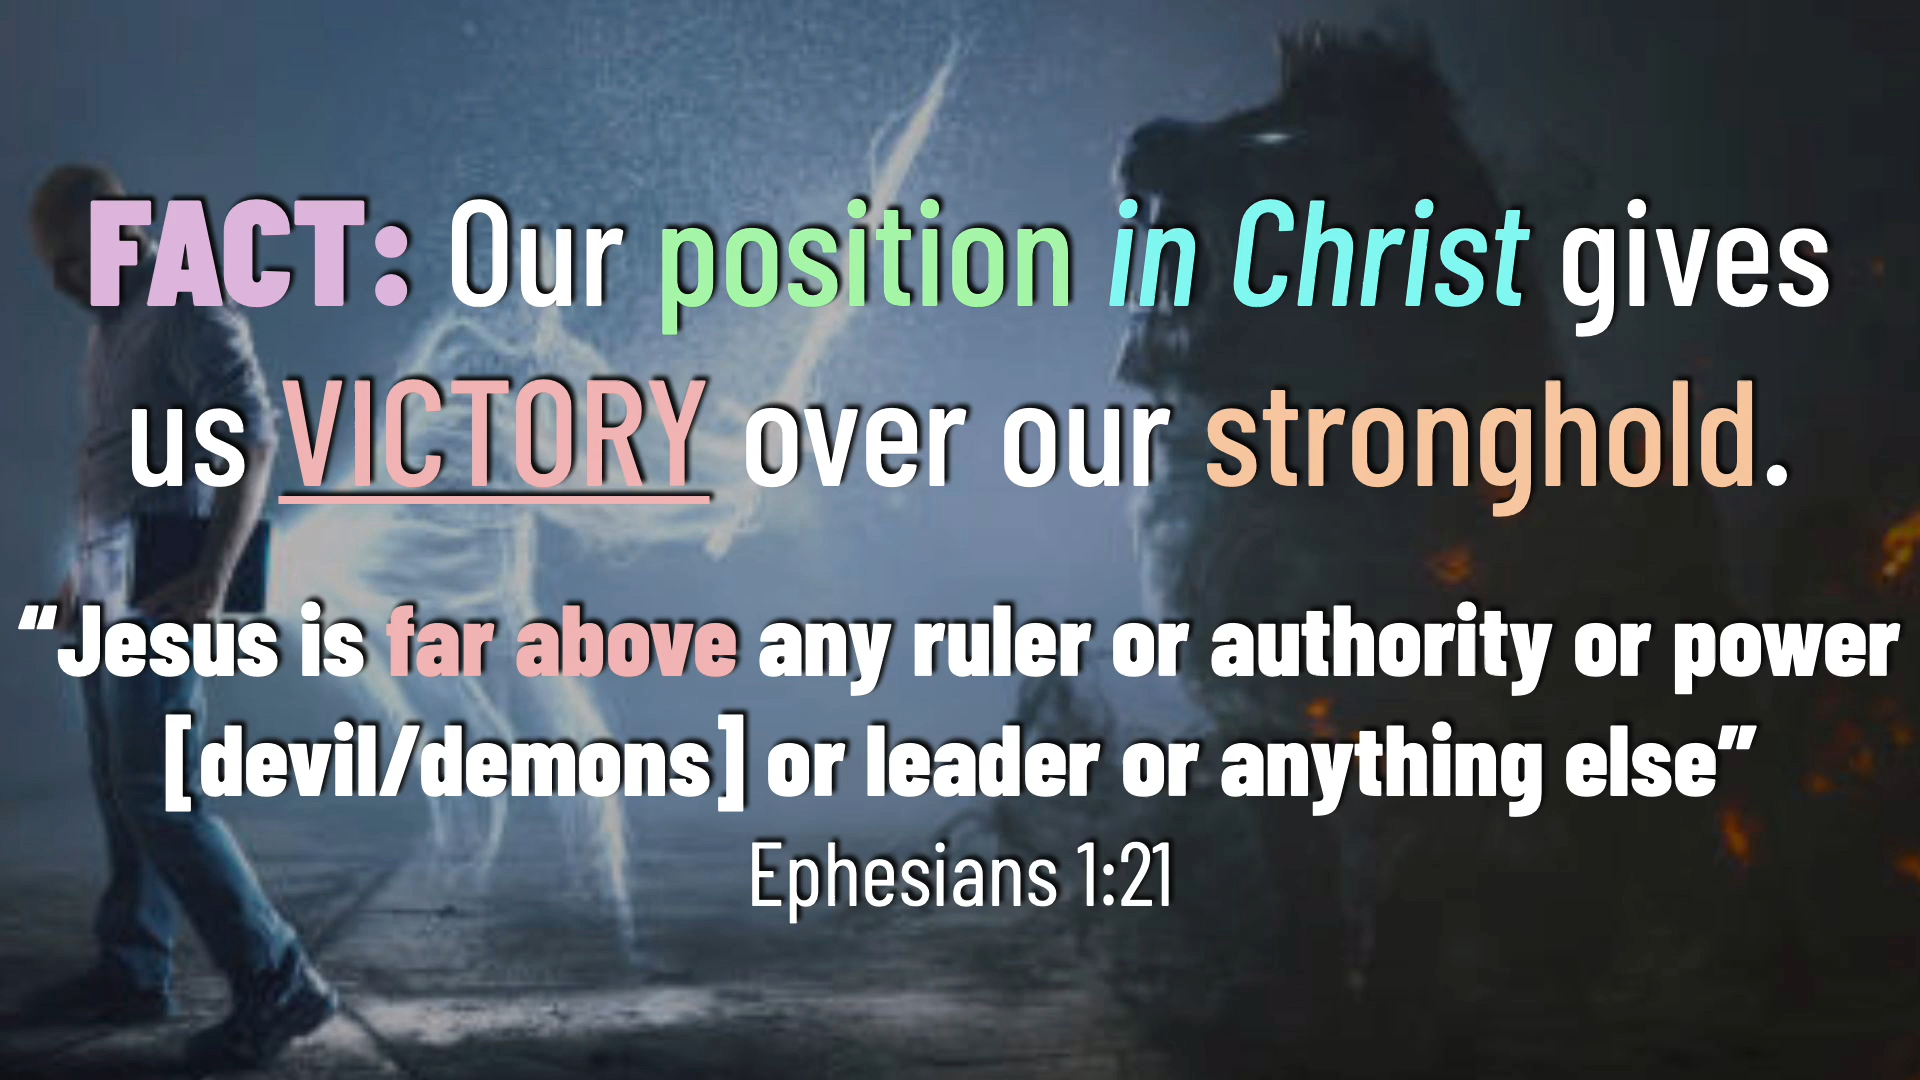 FACT: Our position in Christ gives
us VICTORY over our stronghold.
“Jesus is far above any ruler or authority or power
[devil/demons] or leader or anything else”
Ephesians 1:21